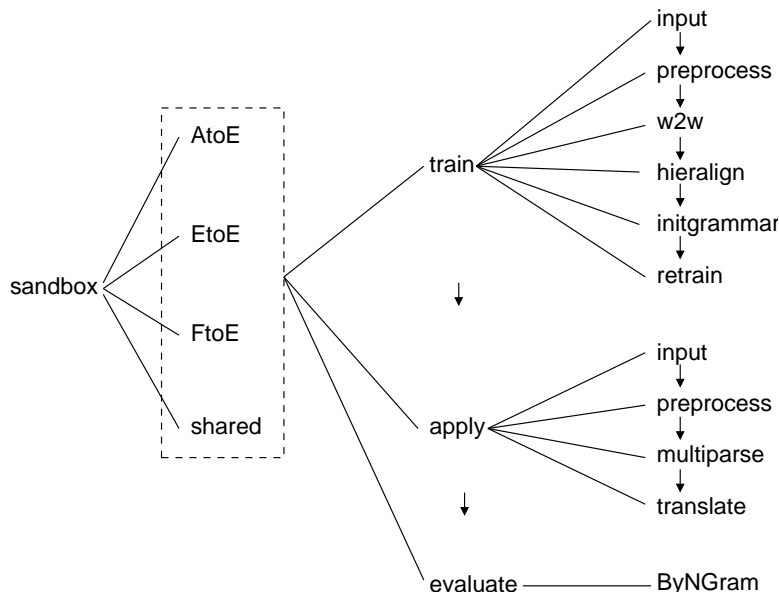 sandbox
AtoE
EtoE
FtoE
shared
train
input
preprocess
w2w
hieralign
initgrammar
retrain
apply
input
preprocess
multiparse
translate
evaluate
ByNGram